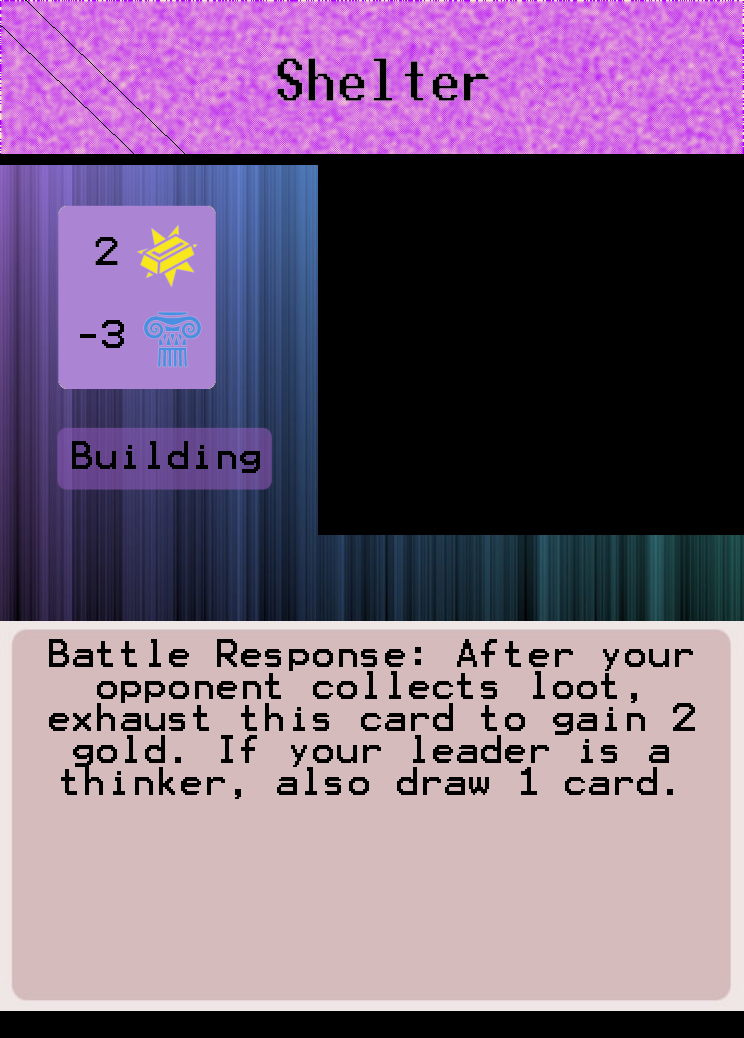 Shelter
2
-3
Building
Battle Response: After your
opponent collects loot,
exhaust this card to gain 2
gold. If your leader is a
thinker, also draw 1 card.